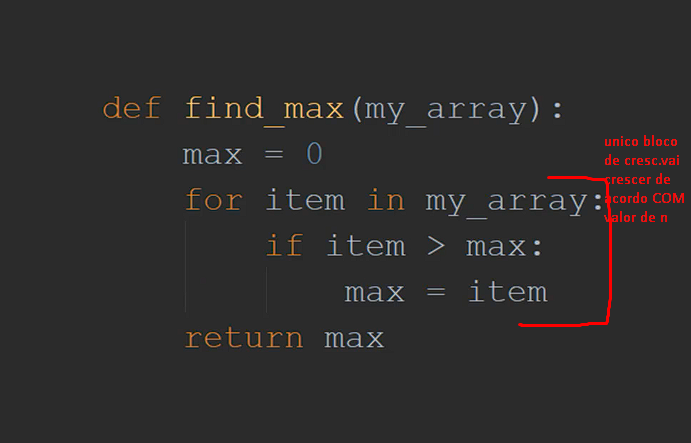 def find_max(my_array):
max = 0
for item in my_array:
if item > max:
max = item
return max
unico bloco
de cresc.vai
crescer de
acordo COM
valor de n